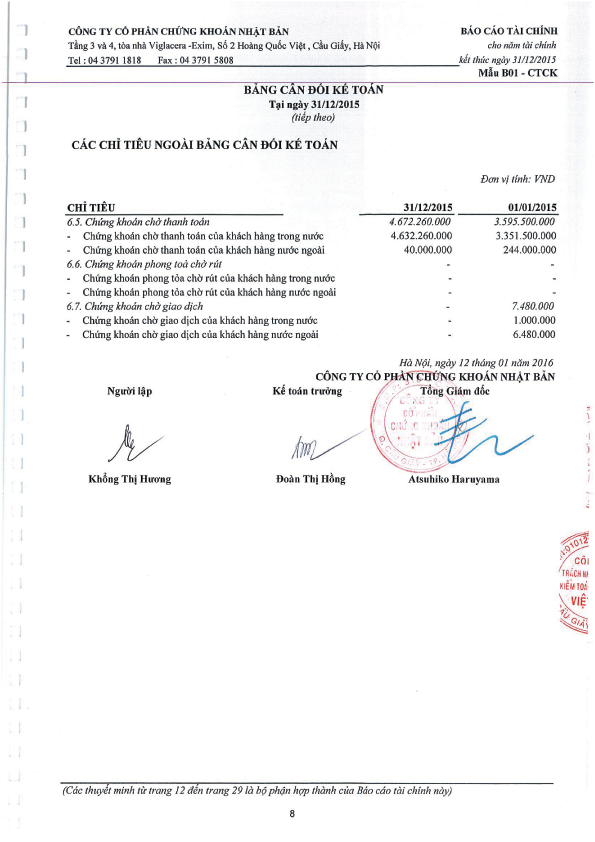 CÔNG TY CỔ PHẦN CHỨNG KHOÁN NHẬT BẢN
BÁO CÁO TÀI CHÍNH
Tầng 3 và 4, tòa nhà Viglacera -Exim, Số 2 Hoàng Quốc Việt , Cầu Giấy, Hà Nội
cho năm tài chính
Tel : 04 3791 1818 Fax : 04 3791 5808
kết thúc ngày 31/12/2015
Mẫu B01 - CTCK
BẢNG CÂN ĐỐI KẾ TOÁN
Tại ngày 31/12/2015
(tiếp theo)
CÁC CHỈ TIÊU NGOÀI BẢNG CÂN ĐỐI KẾ TOÁN
Đơn vị tính: VND
CHỈ TIÊU 31/12/2015 01/01/2015
6.5. Chứng khoán chờ thanh toán 4.672.260.000 3.595.500.000
- Chứng khoán chờ thanh toán của khách hàng trong nước 4.632.260.000 3.351.500.000
- Chứng khoán chờ thanh toán của khách hàng nước ngoài 40.000.000 244.000.000
6.6. Chứng khoán phong toả chờ rút - -
- Chứng khoán phong tỏa chờ rút của khách hàng trong nước - -
- Chứng khoán phong tỏa chờ rút của khách hàng nước ngoài - -
6.7. Chứng khoán chờ giao dịch - 7.480.000
- Chứng khoán chờ giao dịch của khách hàng trong nước - 1.000.000
- Chứng khoán chờ giao dịch của khách hàng nước ngoài - 6.480.000
Hà Nội, ngày 12 tháng 01 năm 2016
CÔNG TY CỔ PHẦN CHỨNG KHOÁN NHẬT BẢN
Người lập Kế toán trưởng Tổng Giám đốc
CÔNG TY
CỔ PHẦN
Khổng Thị Hương Đoàn Thị Hồng Atsuhiko Haruyama
CÔN
TRÁCH NH
KIỂM TOÁ
VIỆ
(Các thuyết minh từ trang 12 đến trang 29 là bộ phận hợp thành của Báo cáo tài chính này)
8